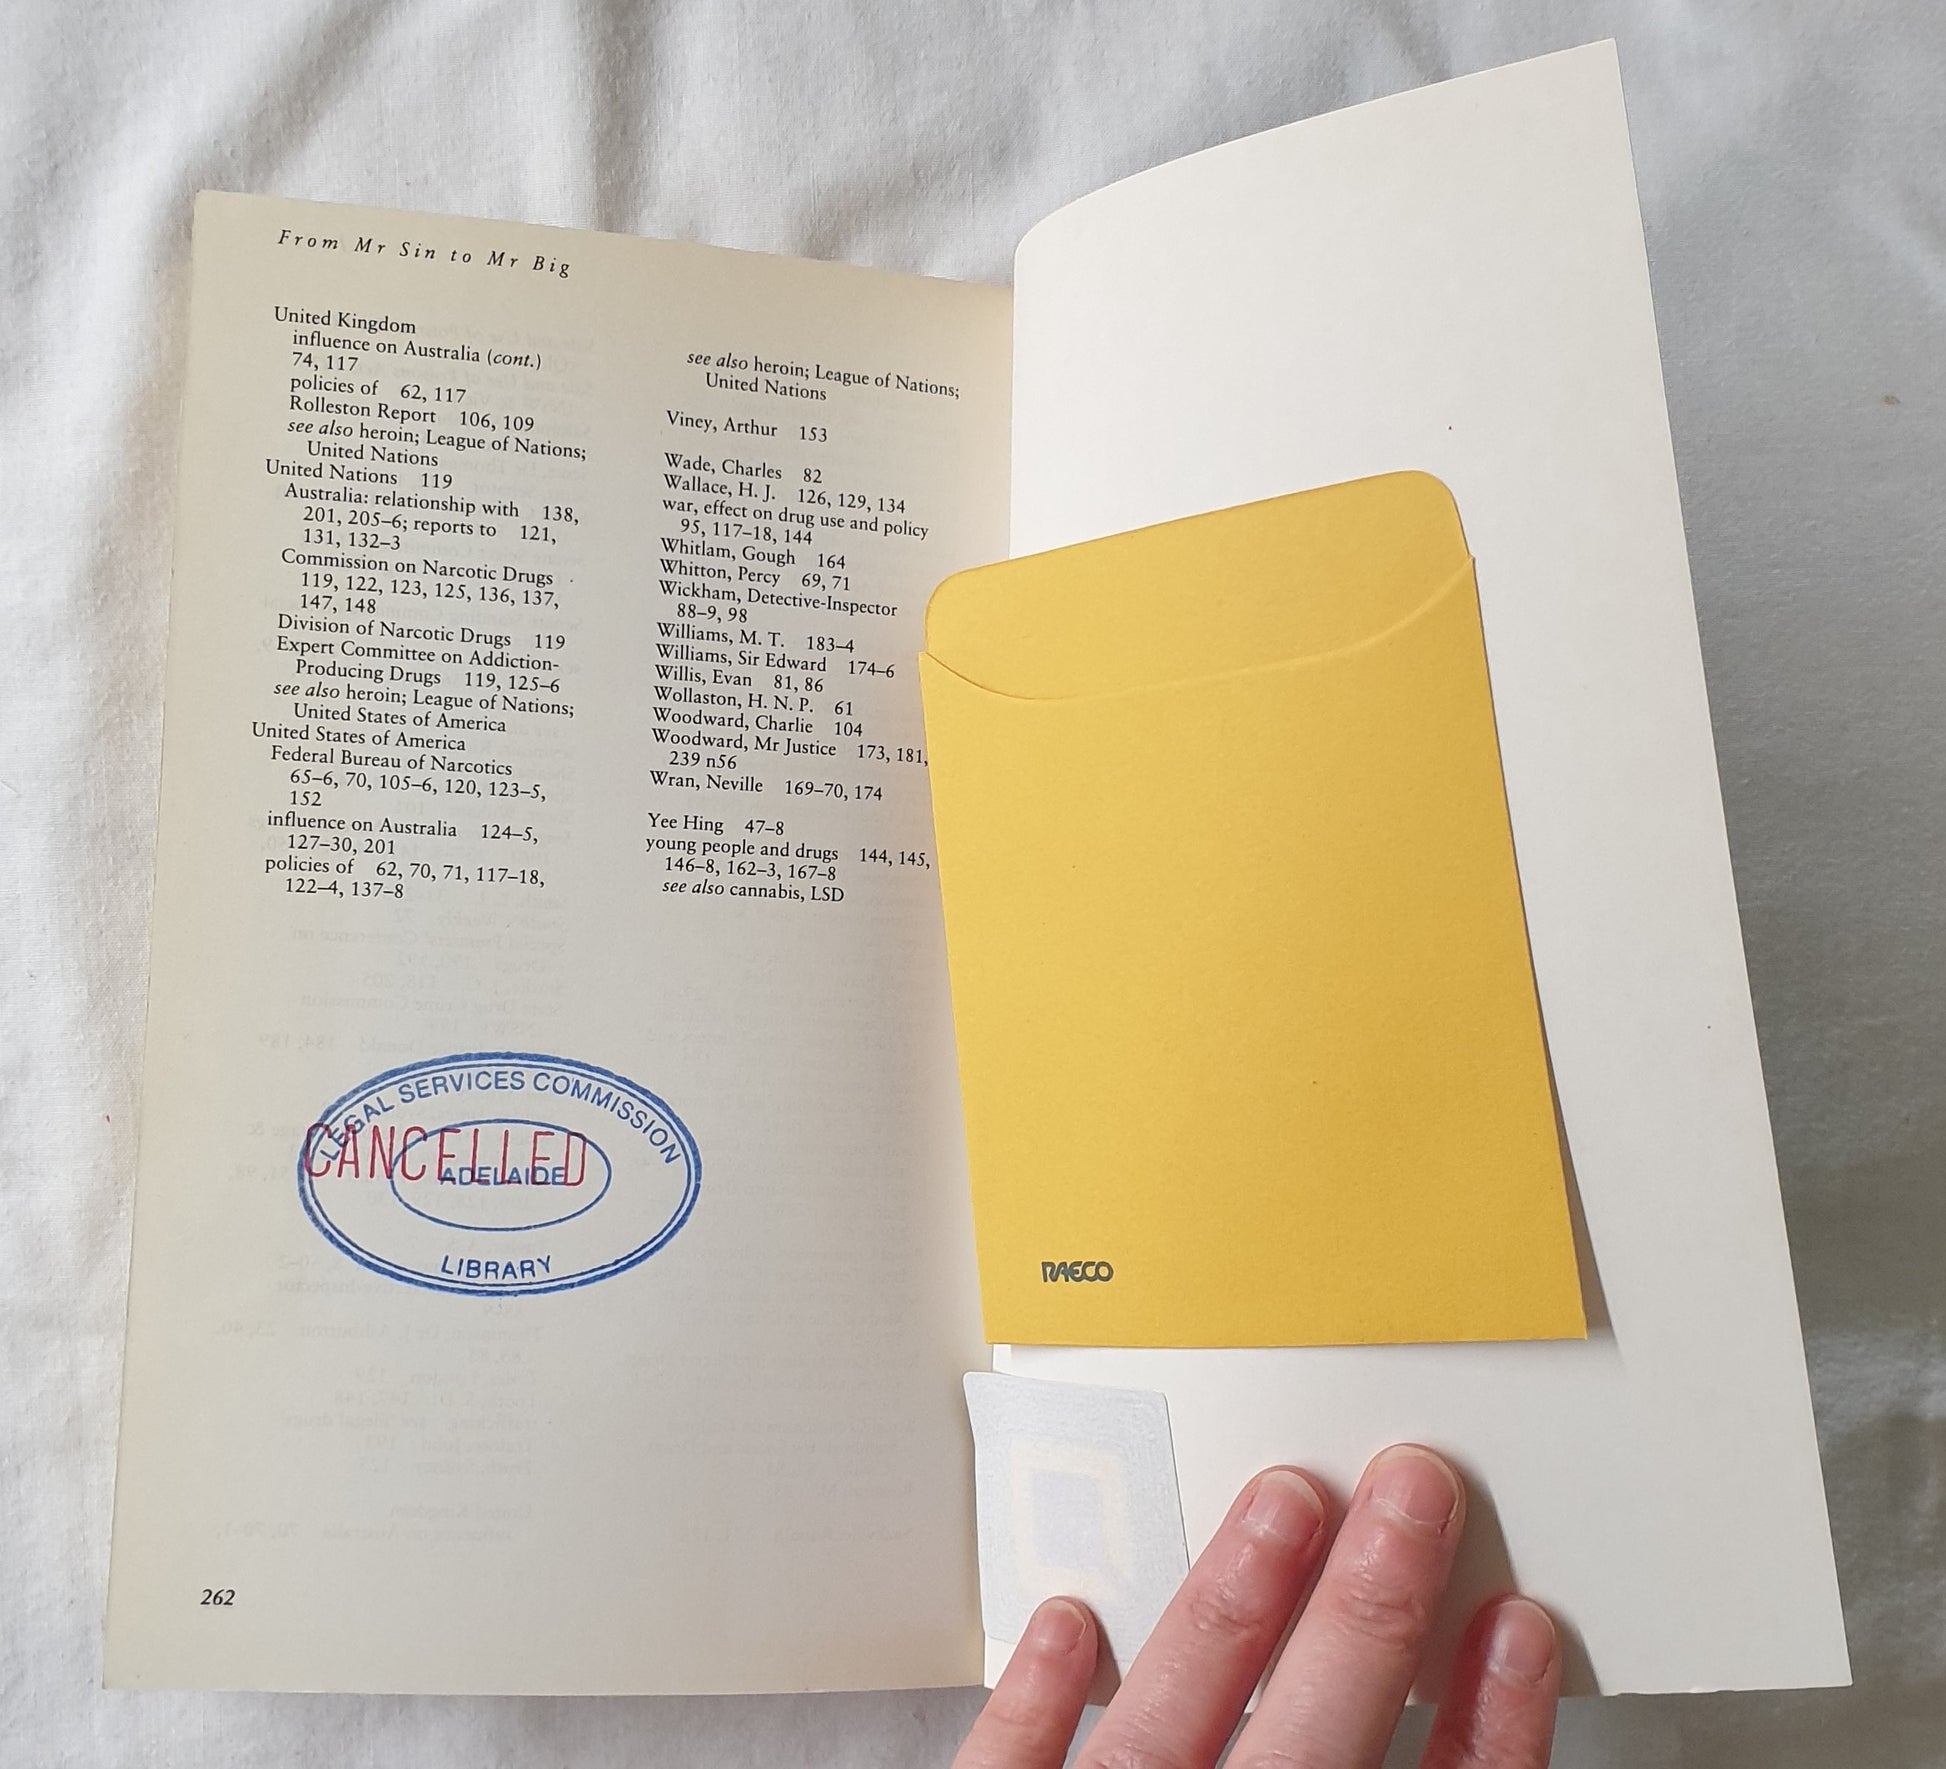 From Mr Sin to Mr Big
United Kingdom
influence on Australia (cont.)
74, 117
policies of 62, 117
Rolleston Report 106, 109
see also heroin; League of Nations;
United Nations
United Nations 119
Australia: relationship with 138,
201, 205–6; reports to 121,
131, 132–3
Commission on Narcotic Drugs
119, 122, 123, 125, 136, 137,
147, 148
Division of Narcotic Drugs 119
Expert Committee on Addiction-
Producing Drugs 119, 125–6
see also heroin; League of Nations;
United States of America
United States of America
Federal Bureau of Narcotics
65–6, 70, 105–6, 120, 123–5,
152
influence on Australia 124–5,
127–30, 201
policies of 62, 70, 71, 117–18,
122–4, 137–8
see also heroin; League of Nations;
United Nations
Viney, Arthur 153
Wade, Charles 82
Wallace, H. J. 126, 129, 134
war, effect on drug use and policy
95, 117–18, 144
Whitlam, Gough 164
Whitton, Percy 69, 71
Wickham, Detective-Inspector
88–9, 98
Williams, M. T. 183–4
Williams, Sir Edward 174–6
Willis, Evan 81, 86
Wollaston, H. N. P. 61
Woodward, Charlie 104
Woodward, Mr Justice 173, 181,
239 n56
Wran, Neville 169–70, 174
Yee Hing 47–8
young people and drugs 144, 145,
146–8, 162–3, 167–8
see also cannabis, LSD
LEGAL SERVICES COMMISSION
CANCELLED
ADELAIDE
LIBRARY
262
RAECO